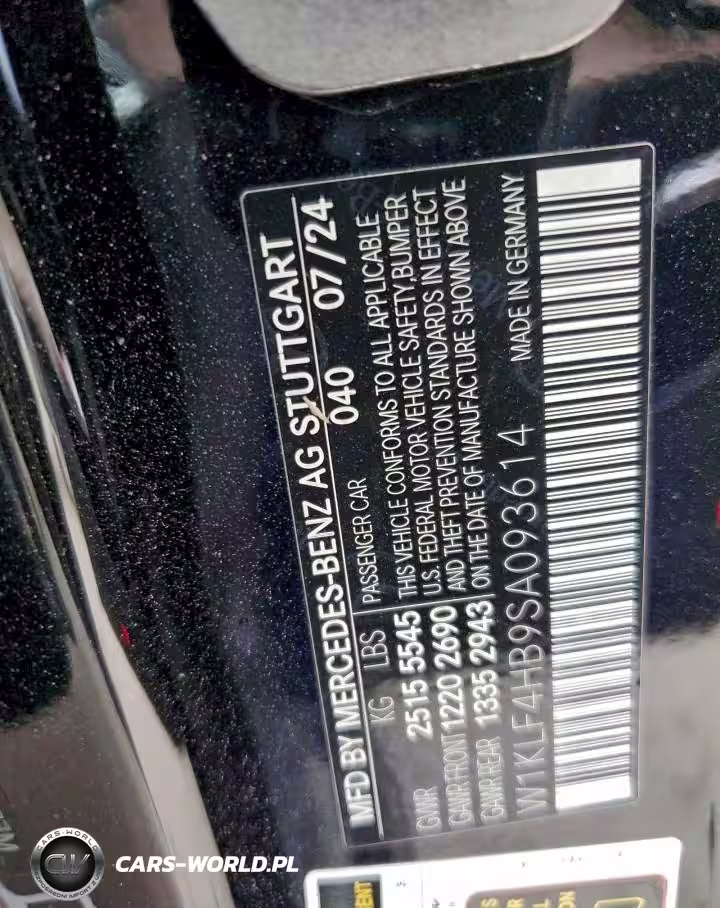 MFD BY MERCEDES-BENZ AG STUTTGART
040 07/24
KG LBS PASSENGER CAR
GVWR 2515 5545
GAWR FRONT 1220 2690
GAWR REAR 1335 2943
THIS VEHICLE CONFORMS TO ALL APPLICABLE
U.S. FEDERAL MOTOR VEHICLE SAFETY, BUMPER
AND THEFT PREVENTION STANDARDS IN EFFECT
ON THE DATE OF MANUFACTURE SHOWN ABOVE
W1KLF4HB9SA093614 MADE IN GERMANY
CW
CARS-WORLD.PL